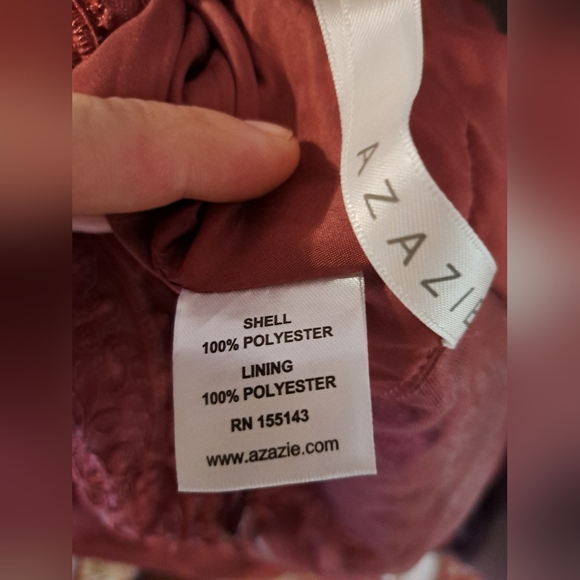 AZAZIE
SHELL
100% POLYESTER
LINING
100% POLYESTER
RN 155143
www.azazie.com